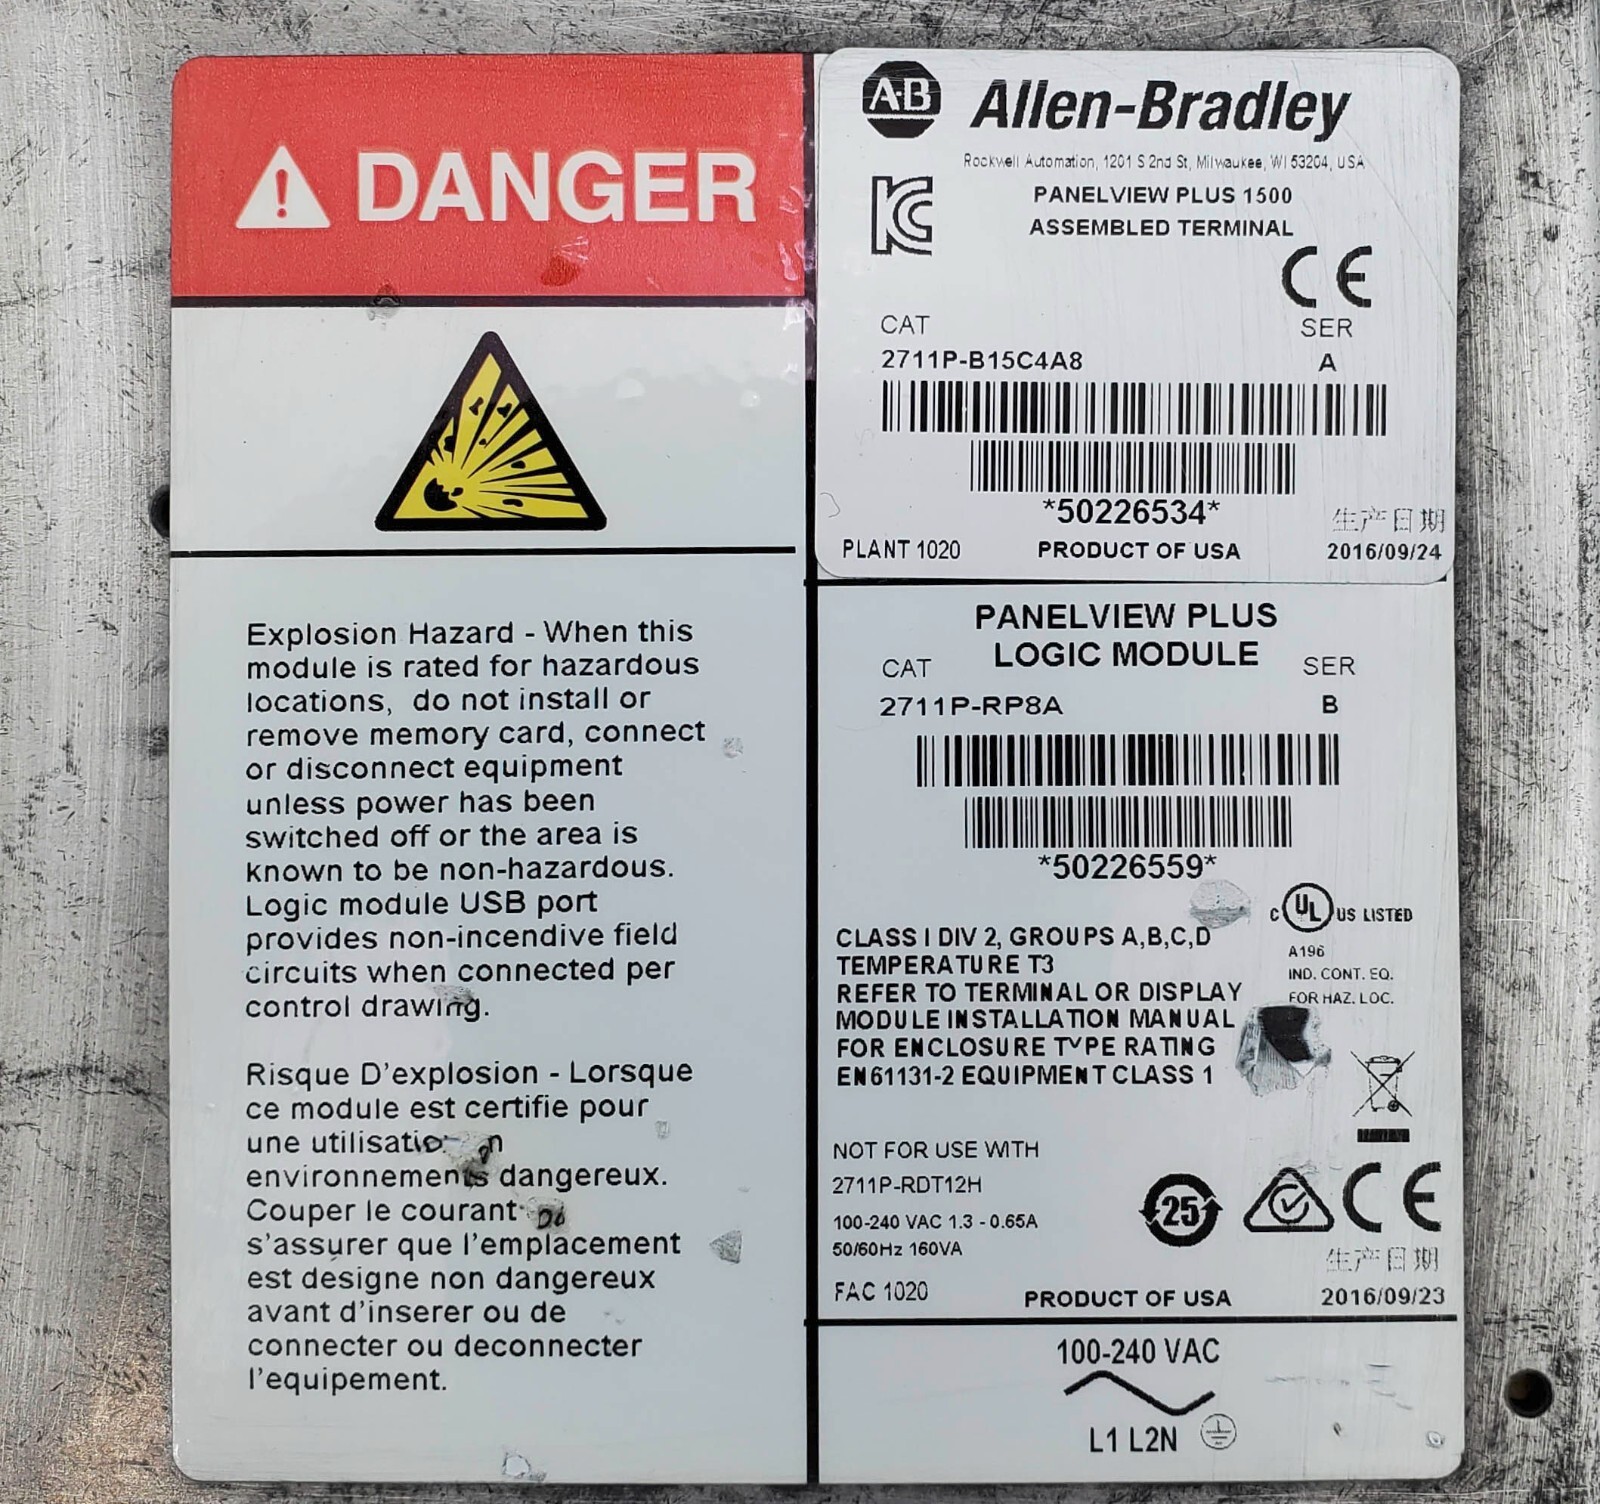 DANGER
Explosion Hazard - When this
module is rated for hazardous
locations, do not install or
remove memory card, connect
or disconnect equipment
unless power has been
switched off or the area is
known to be non-hazardous.
Logic module USB port
provides non-incendive field
circuits when connected per
control drawing.
Risque D'explosion - Lorsque
ce module est certifie pour
une utilisation
environnements dangereux.
Couper le courant
s'assurer que l'emplacement
est designe non dangereux
avant d'inserer ou de
connecter ou deconnecter
l'equipement.
A-B Allen-Bradley
Rockwell Automation, 1201 S 2nd St, Milwaukee, WI 53204, USA
PANELVIEW PLUS 1500
ASSEMBLED TERMINAL
CE
CAT SER
2711P-B15C4A8 A
*50226534*
生产日期
PLANT 1020 PRODUCT OF USA 2016/09/24
PANELVIEW PLUS
LOGIC MODULE
CAT SER
2711P-RP8A B
*50226559*
C UL US LISTED
A196
IND. CONT. EQ.
FOR HAZ. LOC.
CLASS I DIV 2, GROUPS A,B,C,D
TEMPERATURE T3
REFER TO TERMINAL OR DISPLAY
MODULE INSTALLATION MANUAL
FOR ENCLOSURE TYPE RATING
EN61131-2 EQUIPMENT CLASS 1
NOT FOR USE WITH
2711P-RDT12H
100-240 VAC 1.3 - 0.65A
50/60Hz 160VA
25
CE
生产日期
FAC 1020 PRODUCT OF USA 2016/09/23
100-240 VAC
L1 L2N